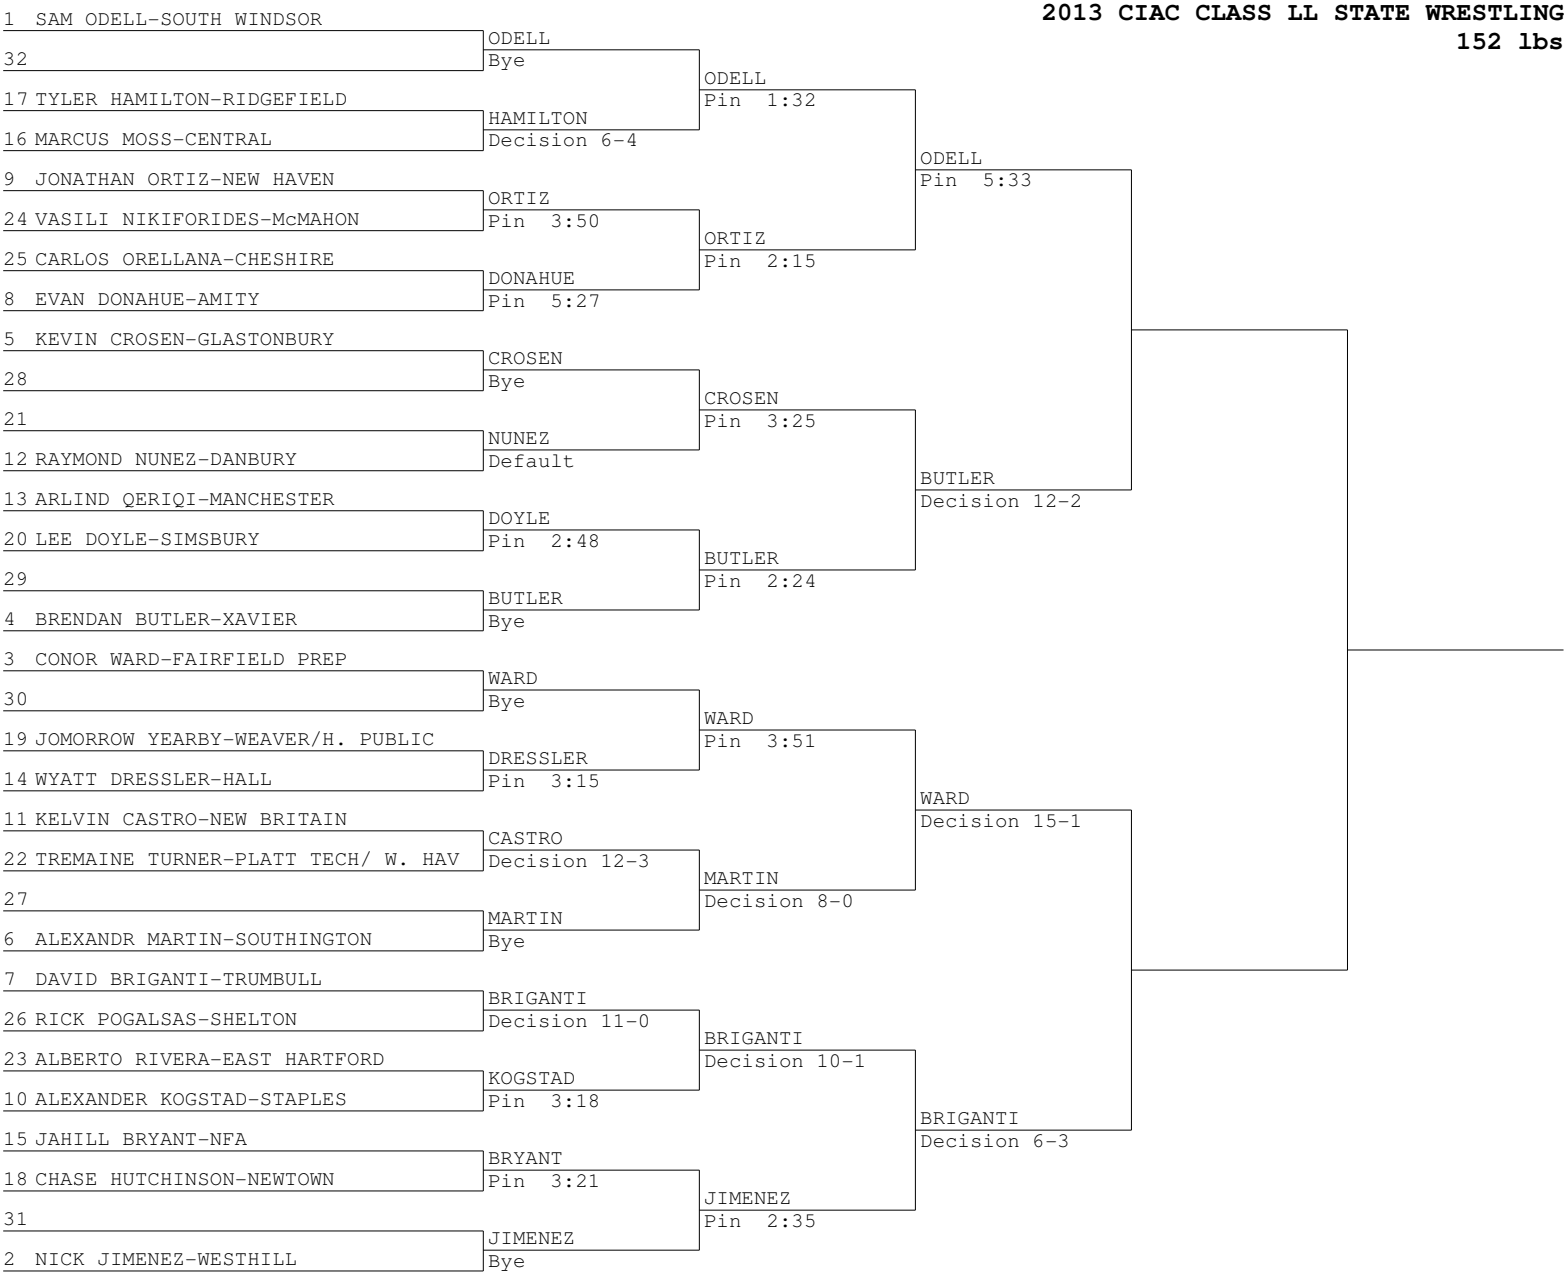 2013 CIAC CLASS LL STATE WRESTLING
152 lbs
1 SAM ODELL-SOUTH WINDSOR
32
17 TYLER HAMILTON-RIDGEFIELD
16 MARCUS MOSS-CENTRAL
9 JONATHAN ORTIZ-NEW HAVEN
24 VASILI NIKIFORIDES-McMAHON
25 CARLOS ORELLANA-CHESHIRE
8 EVAN DONAHUE-AMITY
5 KEVIN CROSEN-GLASTONBURY
28
21
12 RAYMOND NUNEZ-DANBURY
13 ARLIND QERIQI-MANCHESTER
20 LEE DOYLE-SIMSBURY
29
4 BRENDAN BUTLER-XAVIER
3 CONOR WARD-FAIRFIELD PREP
30
19 JOMORROW YEARBY-WEAVER/H. PUBLIC
14 WYATT DRESSLER-HALL
11 KELVIN CASTRO-NEW BRITAIN
22 TREMAINE TURNER-PLATT TECH/ W. HAV
27
6 ALEXANDR MARTIN-SOUTHINGTON
7 DAVID BRIGANTI-TRUMBULL
26 RICK POGALSAS-SHELTON
23 ALBERTO RIVERA-EAST HARTFORD
10 ALEXANDER KOGSTAD-STAPLES
15 JAHILL BRYANT-NFA
18 CHASE HUTCHINSON-NEWTOWN
31
2 NICK JIMENEZ-WESTHILL
ODELL
Bye
HAMILTON
Decision 6-4
ORTIZ
Pin 3:50
DONAHUE
Pin 5:27
CROSEN
Bye
NUNEZ
Default
DOYLE
Pin 2:48
BUTLER
Bye
WARD
Bye
DRESSLER
Pin 3:15
CASTRO
Decision 12-3
MARTIN
Bye
BRIGANTI
Decision 11-0
KOGSTAD
Pin 3:18
BRYANT
Pin 3:21
JIMENEZ
Bye
ODELL
Pin 1:32
ORTIZ
Pin 2:15
CROSEN
Pin 3:25
BUTLER
Pin 2:24
WARD
Pin 3:51
MARTIN
Decision 8-0
BRIGANTI
Decision 10-1
JIMENEZ
Pin 2:35
ODELL
Pin 5:33
BUTLER
Decision 12-2
WARD
Decision 15-1
BRIGANTI
Decision 6-3